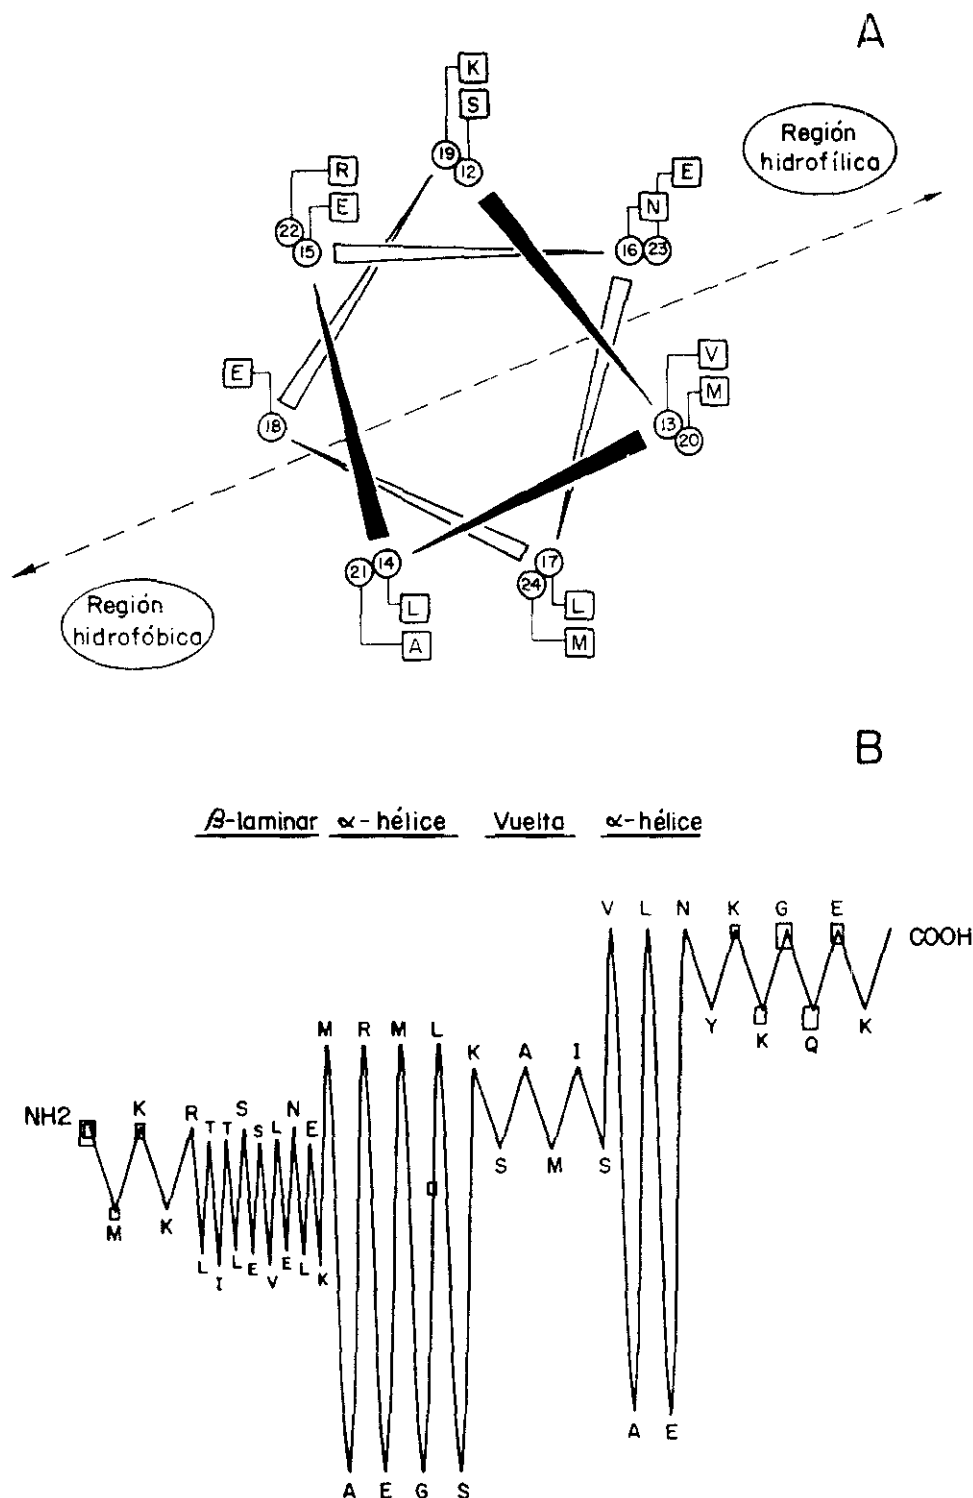 A
K
S
Región
hidrofílica
19
12
R
E
E
N
22
15
16
23
E
V
M
18
13
20
21
14
17
24
Región
hidrofóbica
L
L
A
M
B
β-laminar α-hélice Vuelta α-hélice
V L N K G E
COOH
Y K Q K
M R M L
K A I
S M S
NH2
K R T T S S L N E
M K L I L E V E L K
A E
A E G S